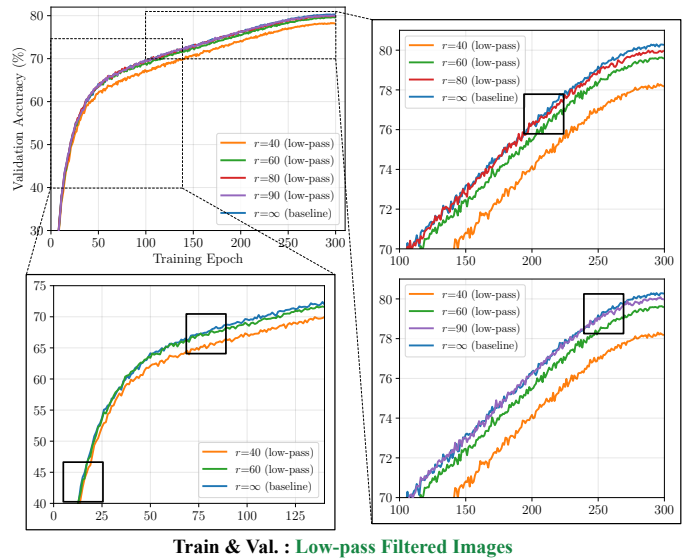 80
70
60
50
40
30
Validation Accuracy (%)
0
50
100
150
200
250
300
Training Epoch
r=40 (low-pass)
r=60 (low-pass)
r=80 (low-pass)
r=90 (low-pass)
r=∞ (baseline)
80
78
76
74
72
70
100
150
200
250
300
r=40 (low-pass)
r=60 (low-pass)
r=80 (low-pass)
r=∞ (baseline)
75
70
65
60
55
50
45
40
0
25
50
75
100
125
r=40 (low-pass)
r=60 (low-pass)
r=∞ (baseline)
80
78
76
74
72
70
100
150
200
250
300
r=40 (low-pass)
r=60 (low-pass)
r=90 (low-pass)
r=∞ (baseline)
Train & Val. : Low-pass Filtered Images